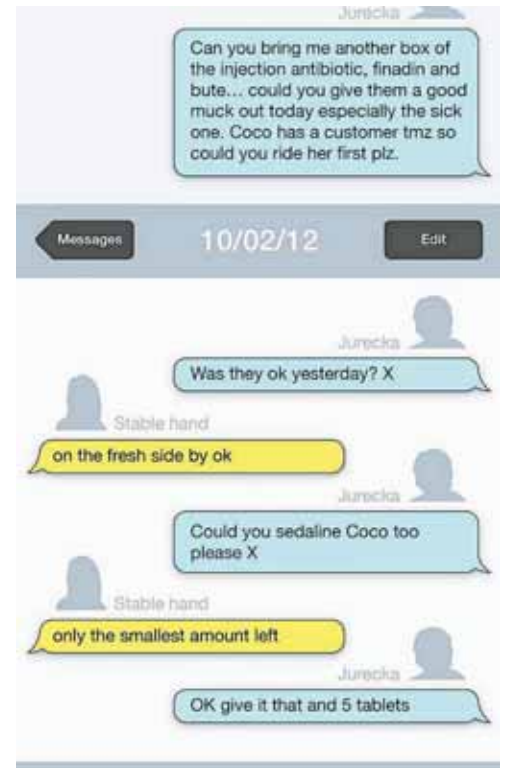 Jurecka
Can you bring me another box of
the injection antibiotic, finadin and
bute... could you give them a good
muck out today especially the sick
one. Coco has a customer tmz so
could you ride her first plz.
Messages
10/02/12
Edit
Jurecka
Was they ok yesterday? X
Stable hand
on the fresh side by ok
Jurecka
Could you sedaline Coco too
please X
Stable hand
only the smallest amount left
Jurecka
OK give it that and 5 tablets